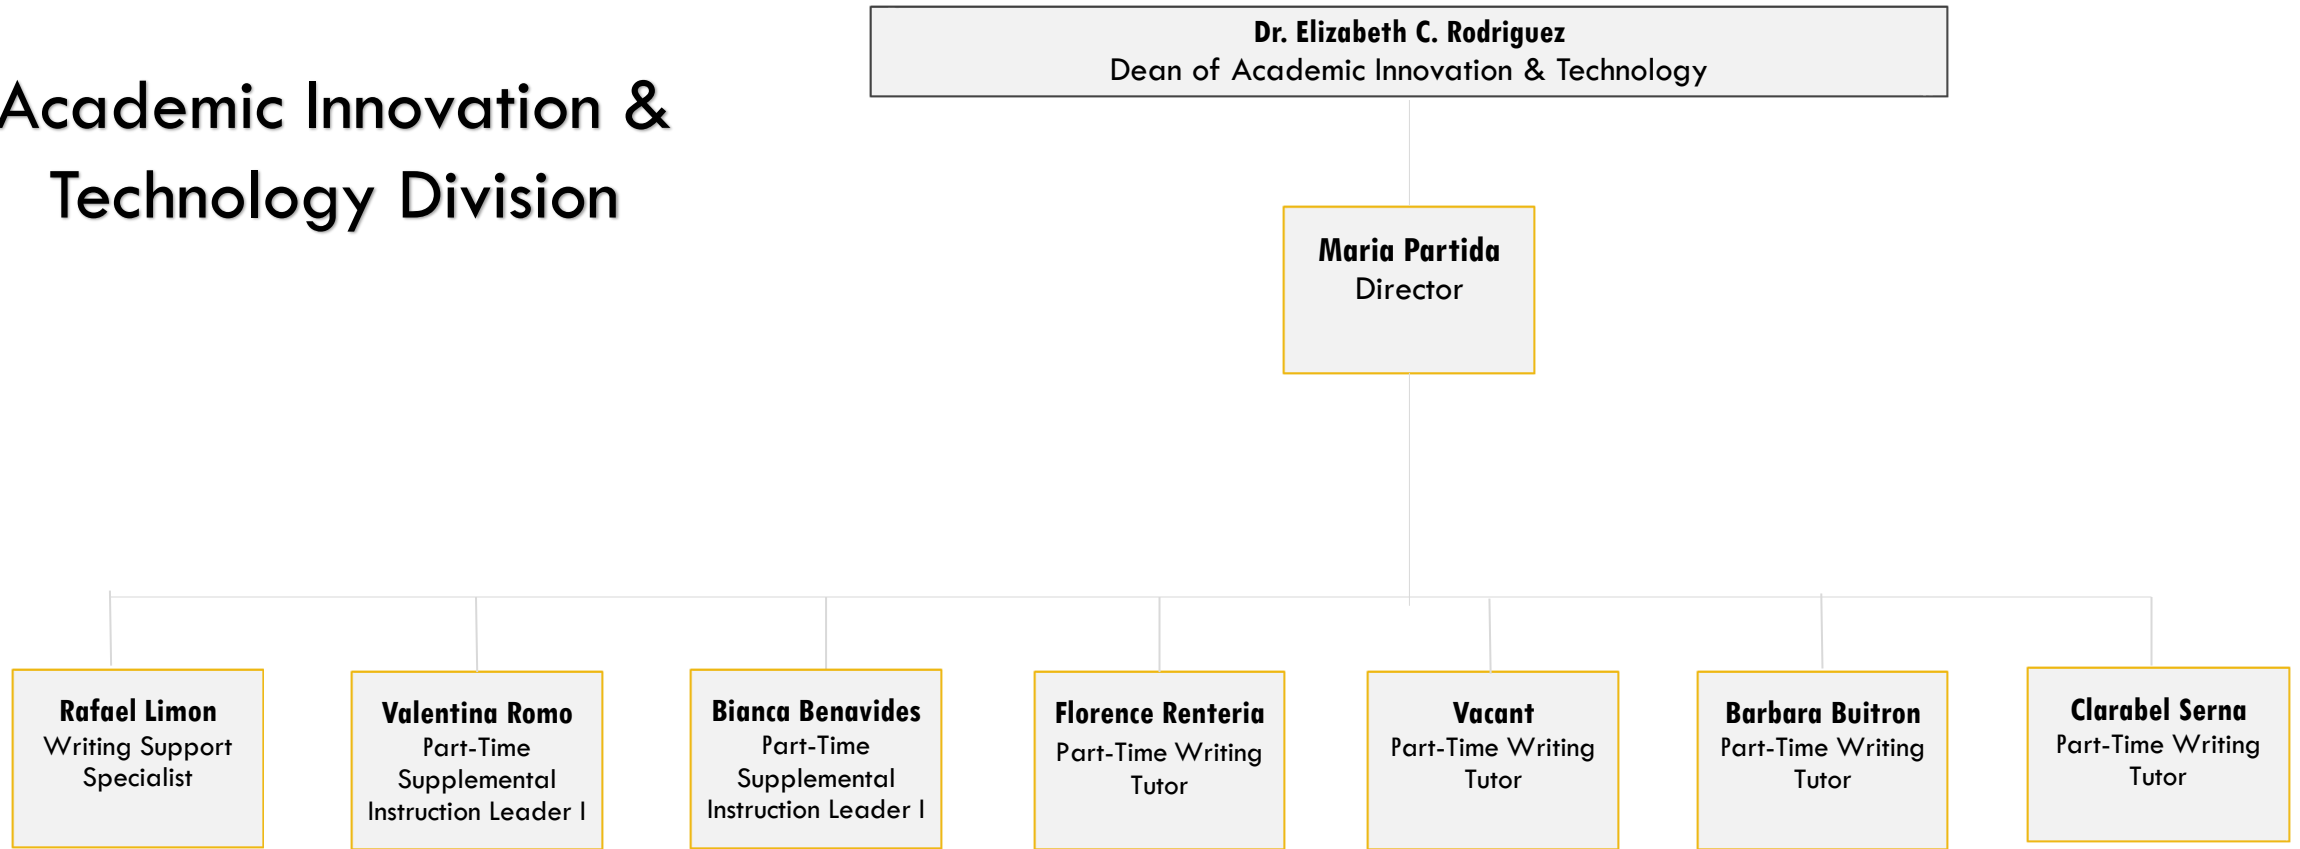 Academic Innovation &
Technology Division
Dr. Elizabeth C. Rodriguez
Dean of Academic Innovation & Technology
Maria Partida
Director
Rafael Limon
Writing Support
Specialist
Valentina Romo
Part-Time
Supplemental
Instruction Leader I
Bianca Benavides
Part-Time
Supplemental
Instruction Leader I
Florence Renteria
Part-Time Writing
Tutor
Vacant
Part-Time Writing
Tutor
Barbara Buitron
Part-Time Writing
Tutor
Clarabel Serna
Part-Time Writing
Tutor